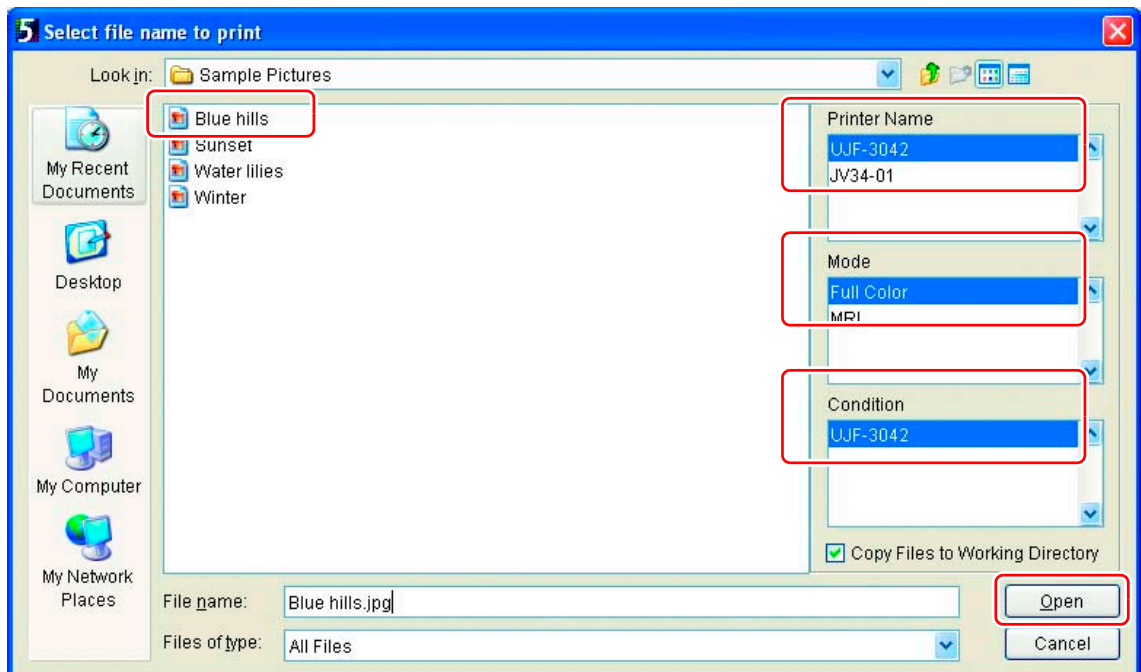 5 Select file name to print
Look in: Sample Pictures
My Recent
Documents
Desktop
My
Documents
My Computer
My Network
Places
Blue hills
Sunset
Water lilies
Winter
Printer Name
UJF-3042
JV34-01
Mode
Full Color
MRL
Condition
UJF-3042
Copy Files to Working Directory
File name: Blue hills.jpg
Open
Files of type: All Files
Cancel